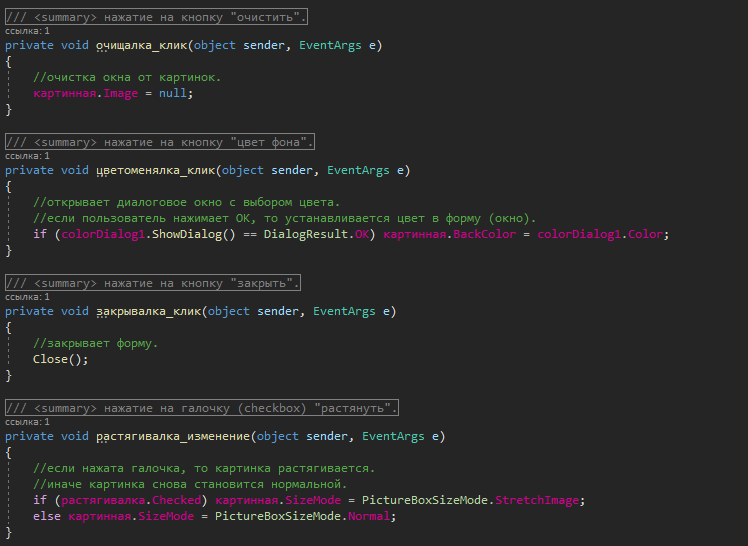 /// <summary> нажатие на кнопку "очистить".
ссылка: 1
private void очищалка_клик(object sender, EventArgs e)
{
//очистка окна от картинок.
картинная.Image = null;
}
/// <summary> нажатие на кнопку "цвет фона".
ссылка: 1
private void цветоменялка_клик(object sender, EventArgs e)
{
//открывает диалоговое окно с выбором цвета.
//если пользователь нажимает OK, то устанавливается цвет в форму (окно).
if (colorDialog1.ShowDialog() == DialogResult.OK) картинная.BackColor = colorDialog1.Color;
}
/// <summary> нажатие на кнопку "закрыть".
ссылка: 1
private void закрывалка_клик(object sender, EventArgs e)
{
//закрывает форму.
Close();
}
/// <summary> нажатие на галочку (checkbox) "растянуть".
ссылка: 1
private void растягивалка_изменение(object sender, EventArgs e)
{
//если нажата галочка, то картинка растягивается.
//иначе картинка снова становится нормальной.
if (растягивалка.Checked) картинная.SizeMode = PictureBoxSizeMode.StretchImage;
else картинная.SizeMode = PictureBoxSizeMode.Normal;
}